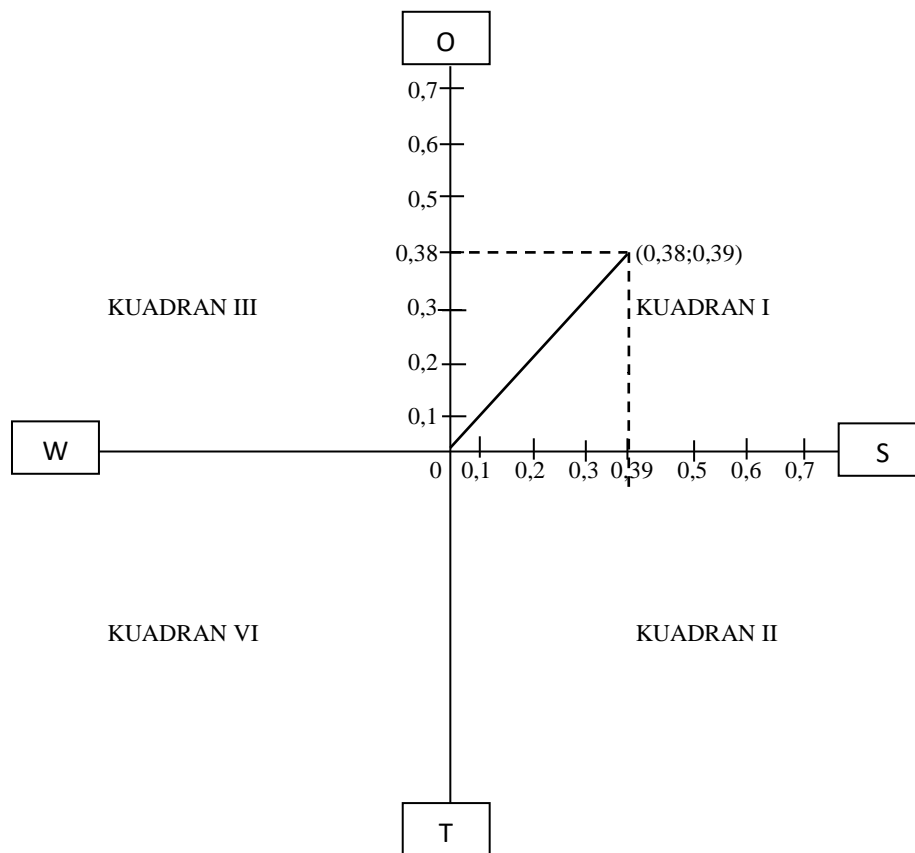 O
0,7
0,6
0,5
0,38 (0,38;0,39)
KUADRAN III 0,3 KUADRAN I
0,2
0,1
W S
0 0,1 0,2 0,3 0,39 0,5 0,6 0,7
KUADRAN VI KUADRAN II
T